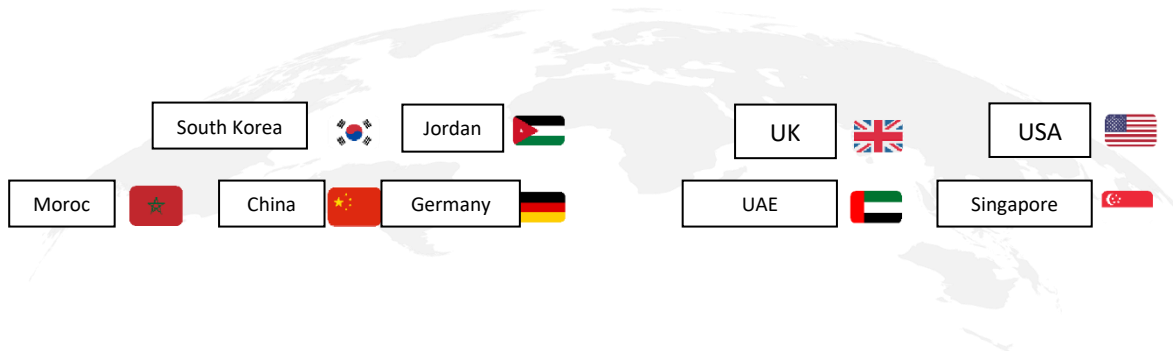 South Korea
Jordan
UK
USA
Moroc
China
Germany
UAE
Singapore